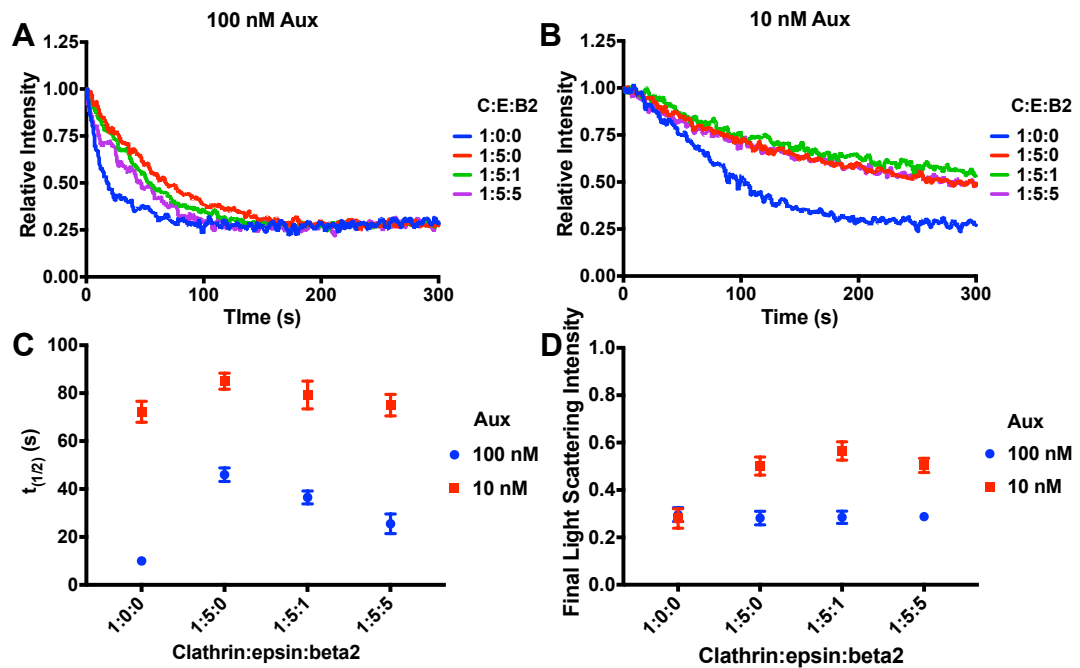 A
100 nM Aux
1.25
1.00
0.75
0.50
0.25
0.00
Relative Intensity
0
100
200
300
TIme (s)
C:E:B2
1:0:0
1:5:0
1:5:1
1:5:5
B
10 nM Aux
1.25
1.00
0.75
0.50
0.25
0.00
Relative Intensity
0
100
200
300
Time (s)
C:E:B2
1:0:0
1:5:0
1:5:1
1:5:5
C
100
80
60
40
20
0
t(1/2) (s)
1:0:0
1:5:0
1:5:1
1:5:5
Clathrin:epsin:beta2
Aux
100 nM
10 nM
D
1.0
0.8
0.6
0.4
0.2
0.0
Final Light Scattering Intensity
1:0:0
1:5:0
1:5:1
1:5:5
Clathrin:epsin:beta2
Aux
100 nM
10 nM